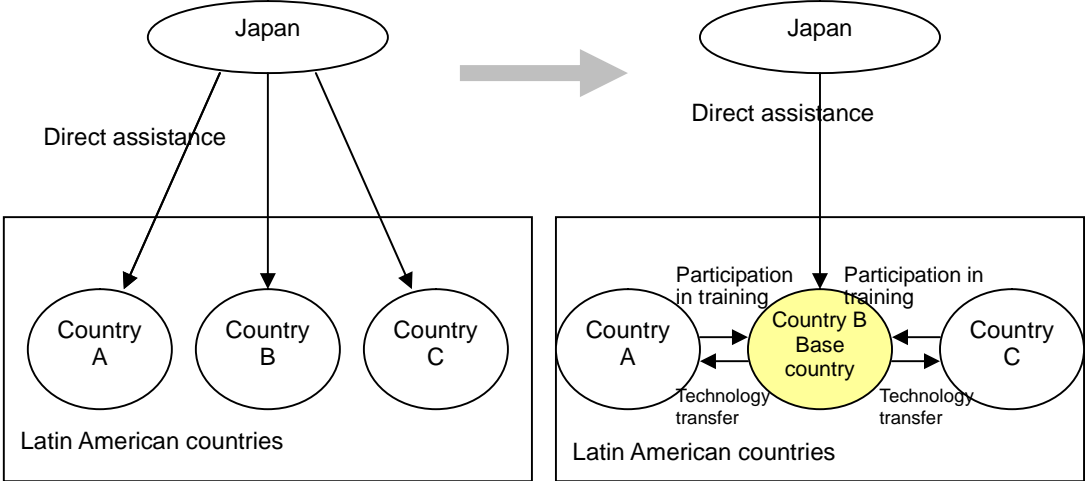 Japan
Direct assistance
Country
A
Country
B
Country
C
Latin American countries
Japan
Direct assistance
Participation
in training
Participation in
training
Country
A
Country B
Base
country
Country
C
Technology
transfer
Technology
transfer
Latin American countries